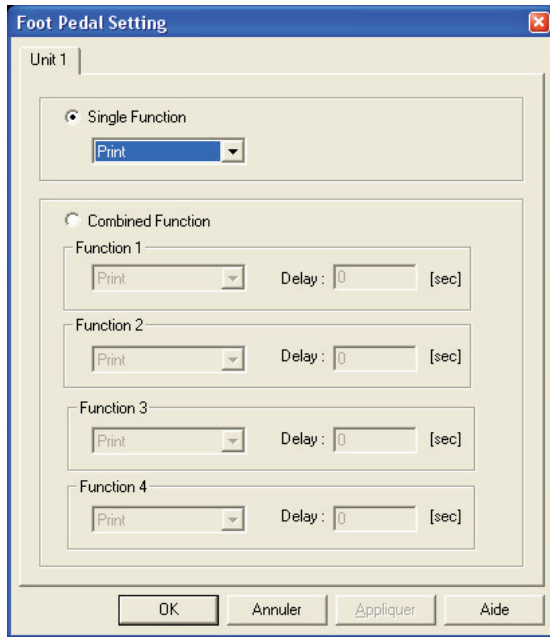 Foot Pedal Setting
Unit 1
Single Function
Print
Combined Function
Function 1
Print Delay : 0 [sec]
Function 2
Print Delay : 0 [sec]
Function 3
Print Delay : 0 [sec]
Function 4
Print Delay : 0 [sec]
OK Annuler Appliquer Aide